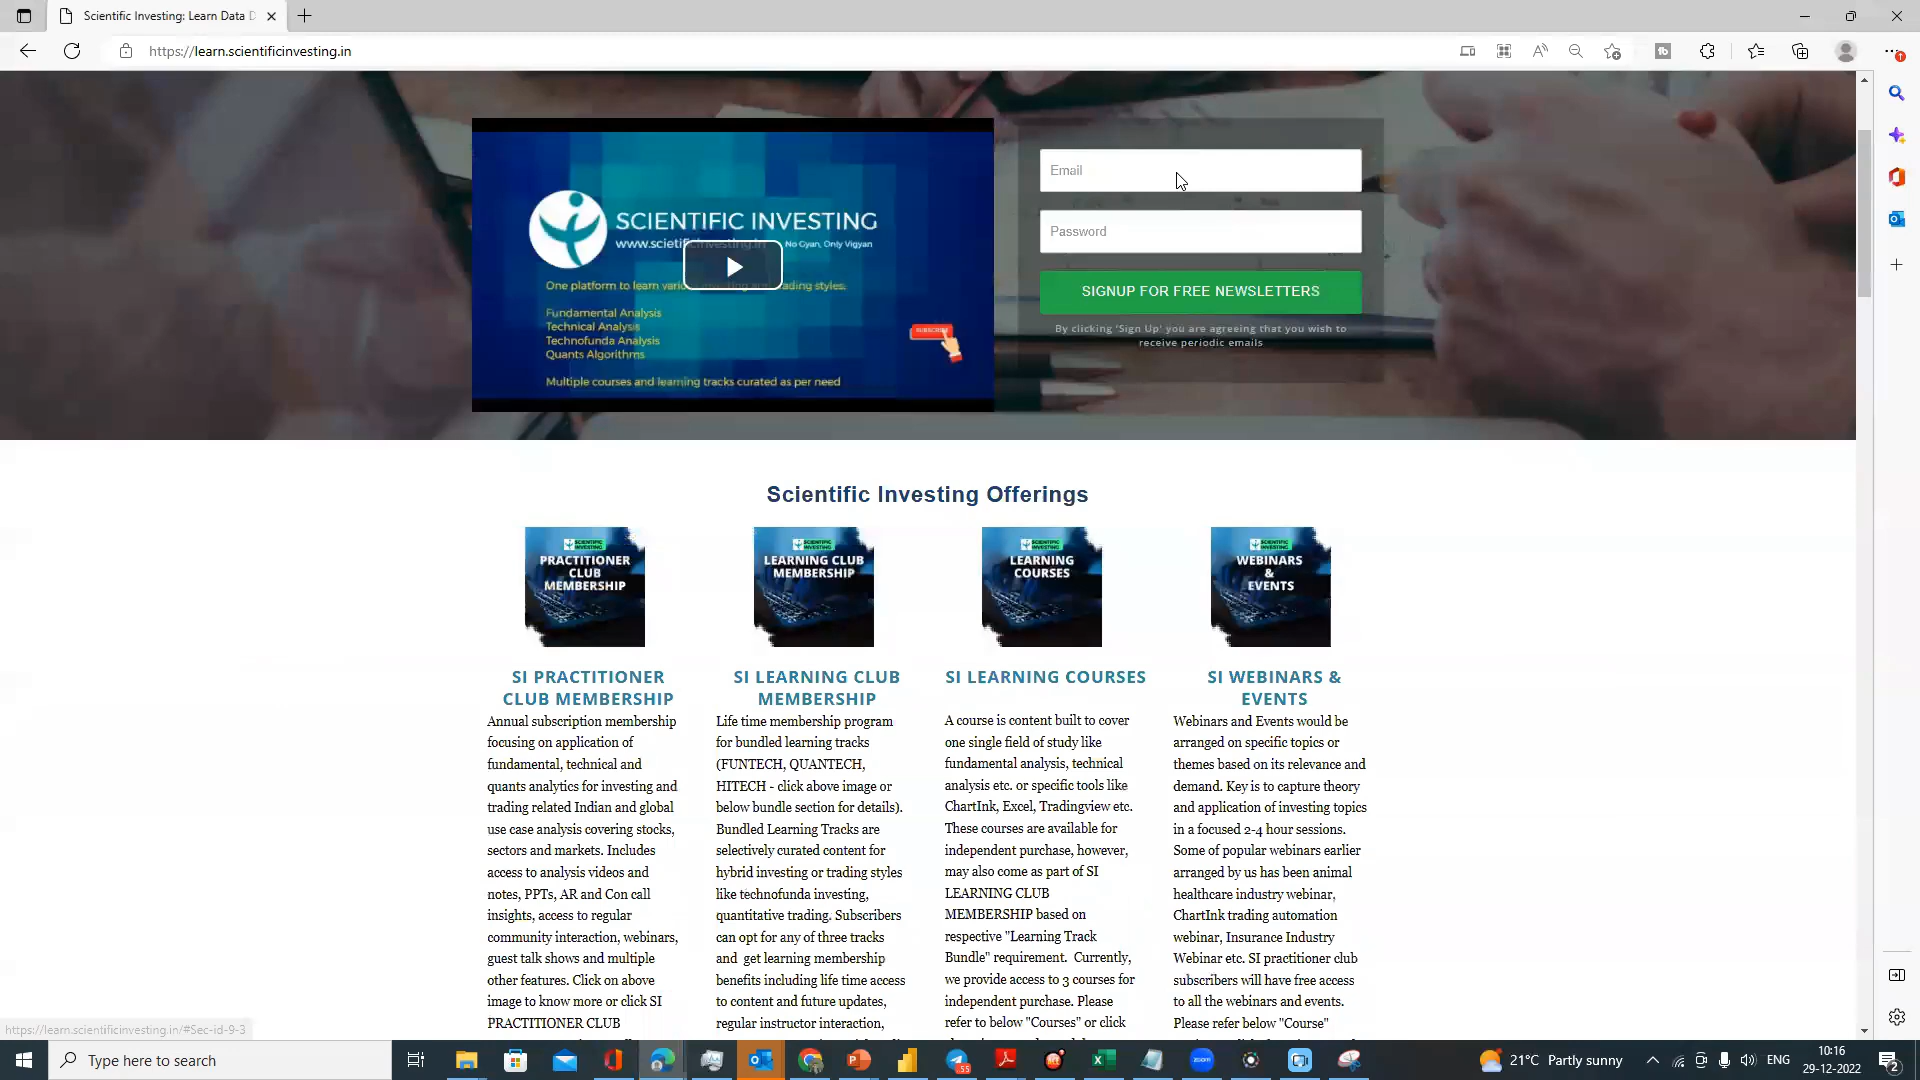 Scientific Investing: Learn Data D
https://learn.scientificinvesting.in
SCIENTIFIC INVESTING
www.scietificinvesting.in No Gyan, Only Vigyan
One platform to learn various investing and trading styles:
Fundamental Analysis
Technical Analysis
Technofunda Analysis
Quants Algorithms
Multiple courses and learning tracks curated as per need
SUBSCRIBE
Email
Password
SIGNUP FOR FREE NEWSLETTERS
By clicking 'Sign Up' you are agreeing that you wish to
receive periodic emails
Scientific Investing Offerings
SCIENTIFIC INVESTING
PRACTITIONER
CLUB
MEMBERSHIP
SCIENTIFIC INVESTING
LEARNING CLUB
MEMBERSHIP
SCIENTIFIC INVESTING
LEARNING
COURSES
SCIENTIFIC INVESTING
WEBINARS
&
EVENTS
SI PRACTITIONER
CLUB MEMBERSHIP
Annual subscription membership
focusing on application of
fundamental, technical and
quants analytics for investing and
trading related Indian and global
use case analysis covering stocks,
sectors and markets. Includes
access to analysis videos and
notes, PPTs, AR and Con call
insights, access to regular
community interaction, webinars,
guest talk shows and multiple
other features. Click on above
image to know more or click SI
PRACTITIONER CLUB
SI LEARNING CLUB
MEMBERSHIP
Life time membership program
for bundled learning tracks
(FUNTECH, QUANTECH,
HITECH - click above image or
below bundle section for details).
Bundled Learning Tracks are
selectively curated content for
hybrid investing or trading styles
like technofunda investing,
quantitative trading. Subscribers
can opt for any of three tracks
and get learning membership
benefits including life time access
to content and future updates,
regular instructor interaction,
SI LEARNING COURSES
A course is content built to cover
one single field of study like
fundamental analysis, technical
analysis etc. or specific tools like
ChartInk, Excel, Tradingview etc.
These courses are available for
independent purchase, however,
may also come as part of SI
LEARNING CLUB
MEMBERSHIP based on
respective "Learning Track
Bundle" requirement. Currently,
we provide access to 3 courses for
independent purchase. Please
refer to below "Courses" or click
SI WEBINARS &
EVENTS
Webinars and Events would be
arranged on specific topics or
themes based on its relevance and
demand. Key is to capture theory
and application of investing topics
in a focused 2-4 hour sessions.
Some of popular webinars earlier
arranged by us has been animal
healthcare industry webinar,
ChartInk trading automation
webinar, Insurance Industry
Webinar etc. SI practitioner club
subscribers will have free access
to all the webinars and events.
Please refer below "Course"
https://learn.scientificinvesting.in/#Sec-id-9-3
Type here to search
55
zoom
21°C Partly sunny
ENG
10:16
29-12-2022
2